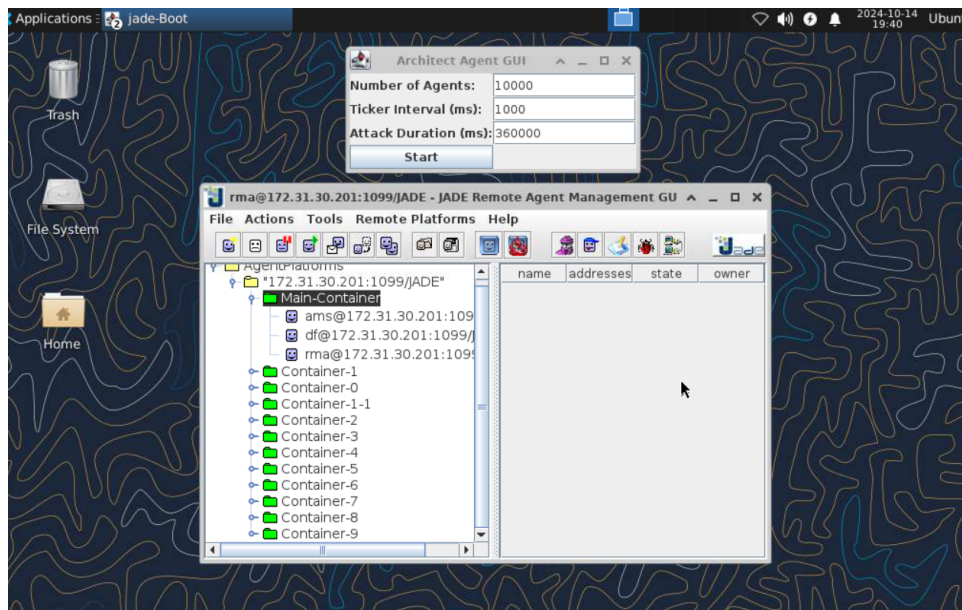 Applications
jade-Boot
2
2024-10-14
19:40
Ubun
Trash
File System
Home
Architect Agent GUI
Number of Agents: 10000
Ticker Interval (ms): 1000
Attack Duration (ms): 360000
Start
rma@172.31.30.201:1099/JADE - JADE Remote Agent Management GU
File Actions Tools Remote Platforms Help
Jade
AgentPlatforms
"172.31.30.201:1099/JADE"
Main-Container
ams@172.31.30.201:109
df@172.31.30.201:1099/J
rma@172.31.30.201:1099
Container-1
Container-0
Container-1-1
Container-2
Container-3
Container-4
Container-5
Container-6
Container-7
Container-8
Container-9
name addresses state owner